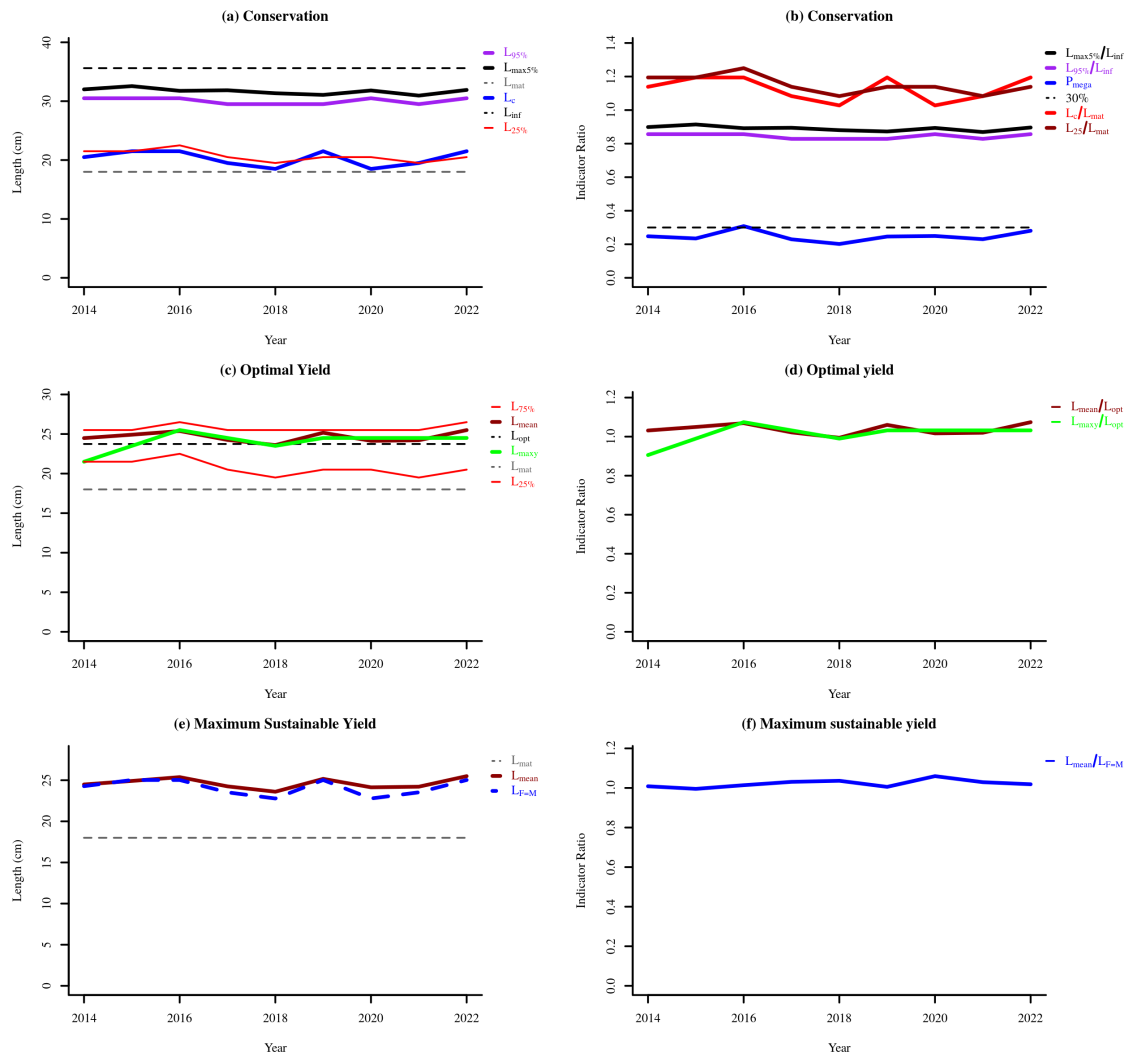 (a) Conservation
Length (cm)
40
30
20
10
0
2014 2016 2018 2020 2022
Year
L95%
Lmax5%
Lmat
Lc
Linf
L25%
(b) Conservation
Indicator Ratio
1.4
1.2
1.0
0.8
0.6
0.4
0.2
0.0
2014 2016 2018 2020 2022
Year
Lmax5%/Linf
L95%/Linf
Pmega
30%
Lc/Lmat
L25/Lmat
(c) Optimal Yield
Length (cm)
30
25
20
15
10
5
0
2014 2016 2018 2020 2022
Year
L75%
Lmean
Lopt
Lmaxy
Lmat
L25%
(d) Optimal yield
Indicator Ratio
1.2
1.0
0.8
0.6
0.4
0.2
0.0
2014 2016 2018 2020 2022
Year
Lmean/Lopt
Lmaxy/Lopt
(e) Maximum Sustainable Yield
Length (cm)
25
20
15
10
5
0
2014 2016 2018 2020 2022
Year
Lmat
Lmean
LF=M
(f) Maximum sustainable yield
Indicator Ratio
1.2
1.0
0.8
0.6
0.4
0.2
0.0
2014 2016 2018 2020 2022
Year
Lmean/LF=M